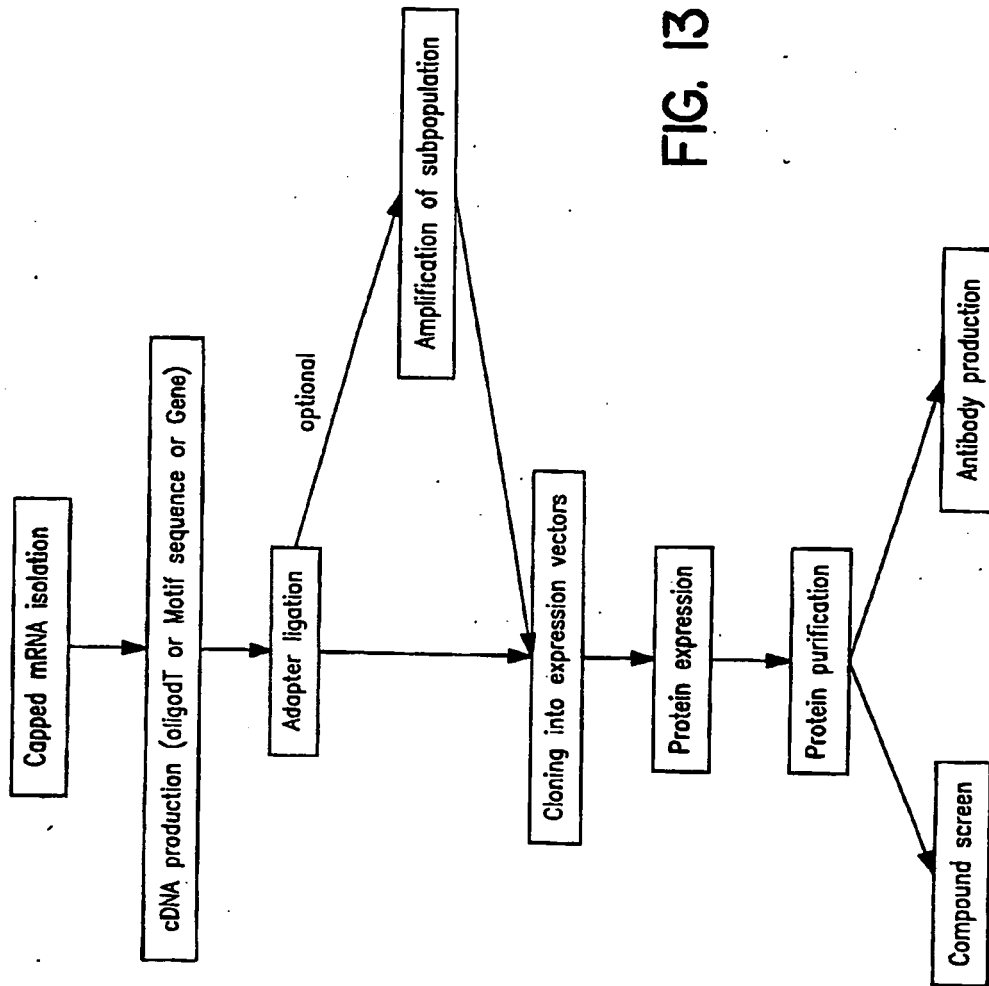 Capped mRNA isolation
cDNA production (oligodT or Motif sequence or Gene)
Adapter ligation
optional
Amplification of subpopulation
Cloning into expression vectors
Protein expression
Protein purification
Compound screen
Antibody production
FIG. 13